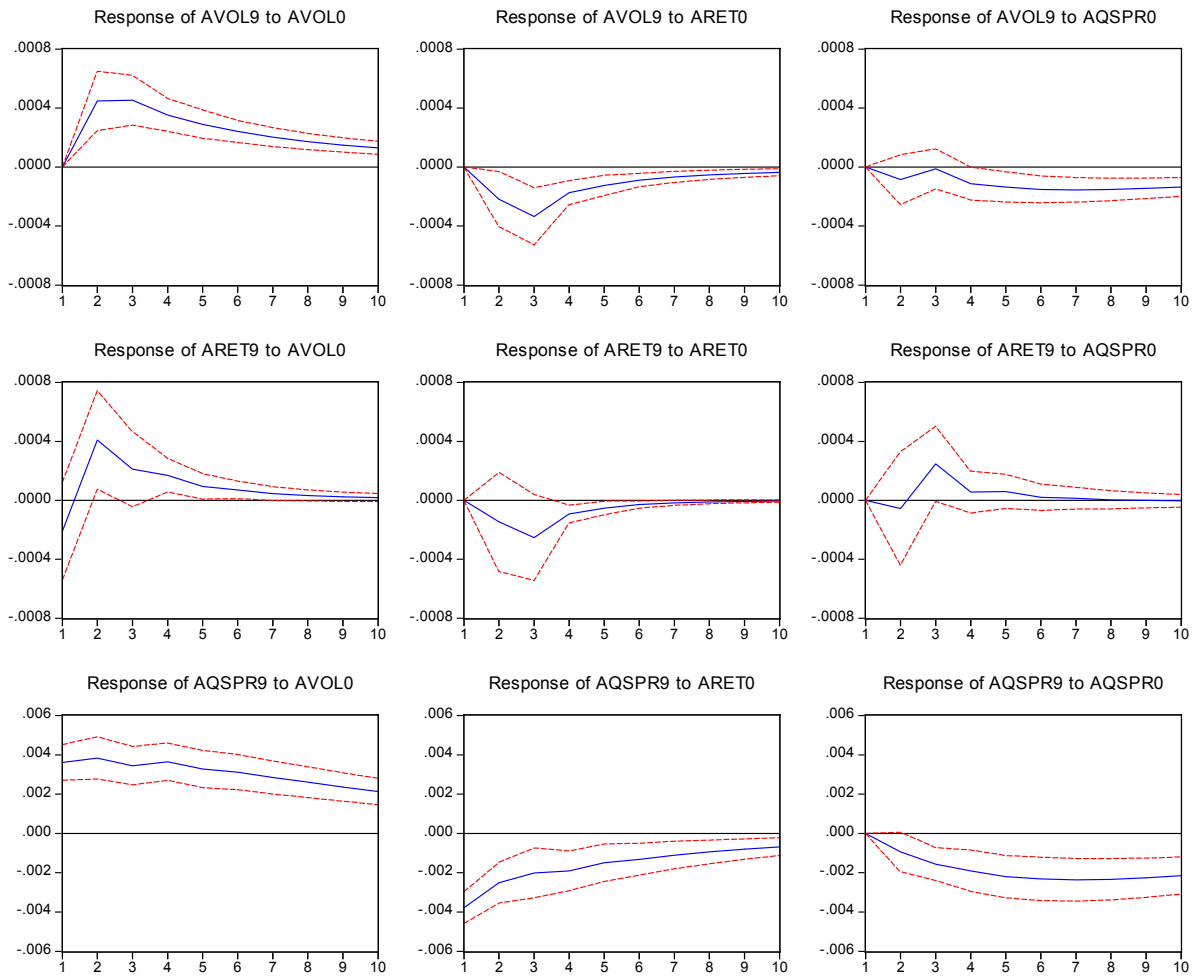 Response of AVOL9 to AVOL0
Response of AVOL9 to ARET0
Response of AVOL9 to AQSPR0
.0008
.0004
.0000
-.0004
-.0008
1 2 3 4 5 6 7 8 9 10
.0008
.0004
.0000
-.0004
-.0008
1 2 3 4 5 6 7 8 9 10
.0008
.0004
.0000
-.0004
-.0008
1 2 3 4 5 6 7 8 9 10
Response of ARET9 to AVOL0
Response of ARET9 to ARET0
Response of ARET9 to AQSPR0
.0008
.0004
.0000
-.0004
-.0008
1 2 3 4 5 6 7 8 9 10
.0008
.0004
.0000
-.0004
-.0008
1 2 3 4 5 6 7 8 9 10
.0008
.0004
.0000
-.0004
-.0008
1 2 3 4 5 6 7 8 9 10
Response of AQSPR9 to AVOL0
Response of AQSPR9 to ARET0
Response of AQSPR9 to AQSPR0
.006
.004
.002
.000
-.002
-.004
-.006
1 2 3 4 5 6 7 8 9 10
.006
.004
.002
.000
-.002
-.004
-.006
1 2 3 4 5 6 7 8 9 10
.006
.004
.002
.000
-.002
-.004
-.006
1 2 3 4 5 6 7 8 9 10